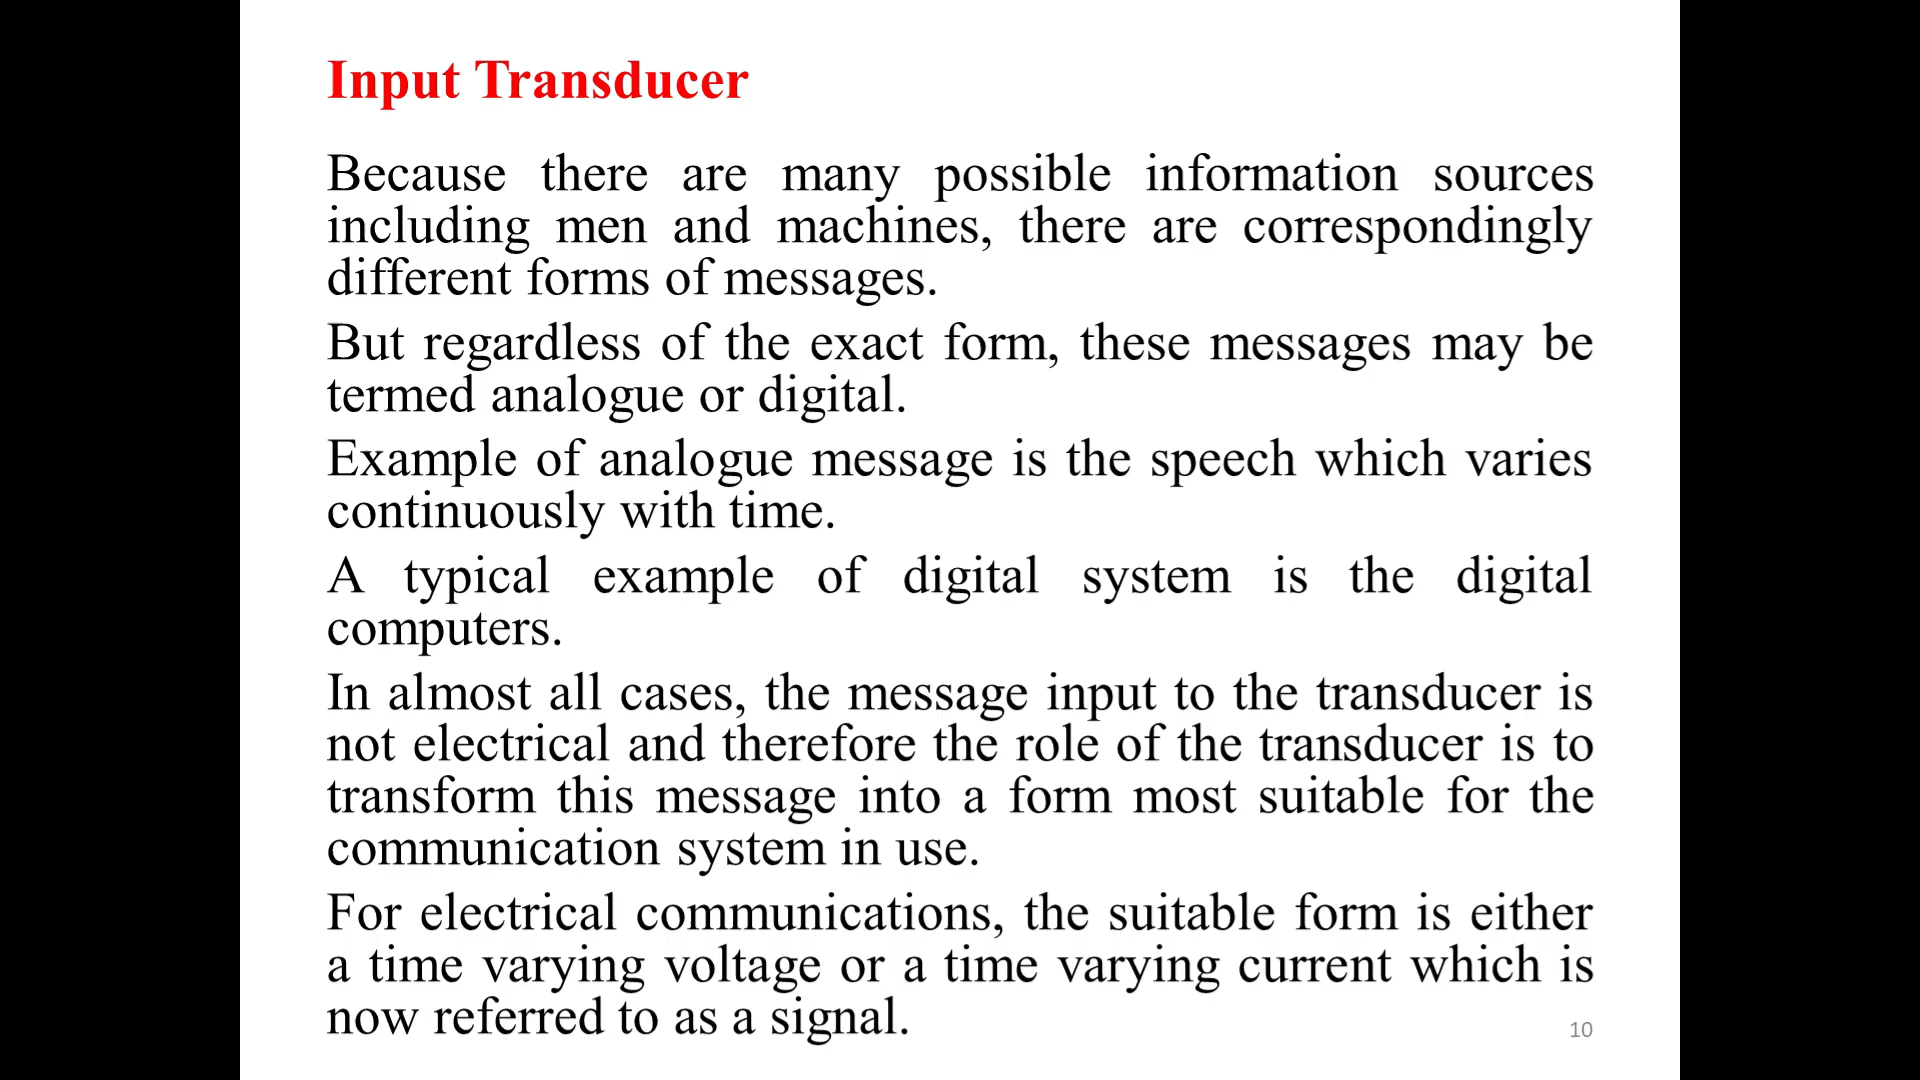 Input Transducer
Because there are many possible information sources
including men and machines, there are correspondingly
different forms of messages.
But regardless of the exact form, these messages may be
termed analogue or digital.
Example of analogue message is the speech which varies
continuously with time.
A typical example of digital system is the digital
computers.
In almost all cases, the message input to the transducer is
not electrical and therefore the role of the transducer is to
transform this message into a form most suitable for the
communication system in use.
For electrical communications, the suitable form is either
a time varying voltage or a time varying current which is
now referred to as a signal.
10